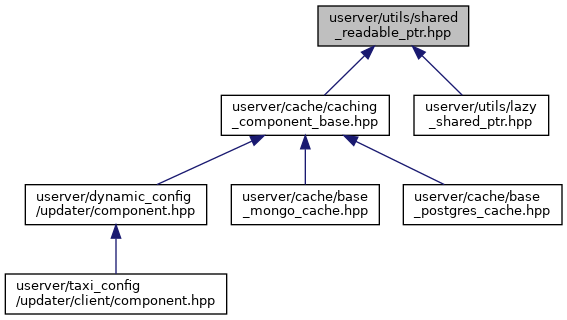 userver/utils/shared
_readable_ptr.hpp
userver/cache/caching
_component_base.hpp
userver/utils/lazy
_shared_ptr.hpp
userver/dynamic_config
/updater/component.hpp
userver/cache/base
_mongo_cache.hpp
userver/cache/base
_postgres_cache.hpp
userver/taxi_config
/updater/client/component.hpp